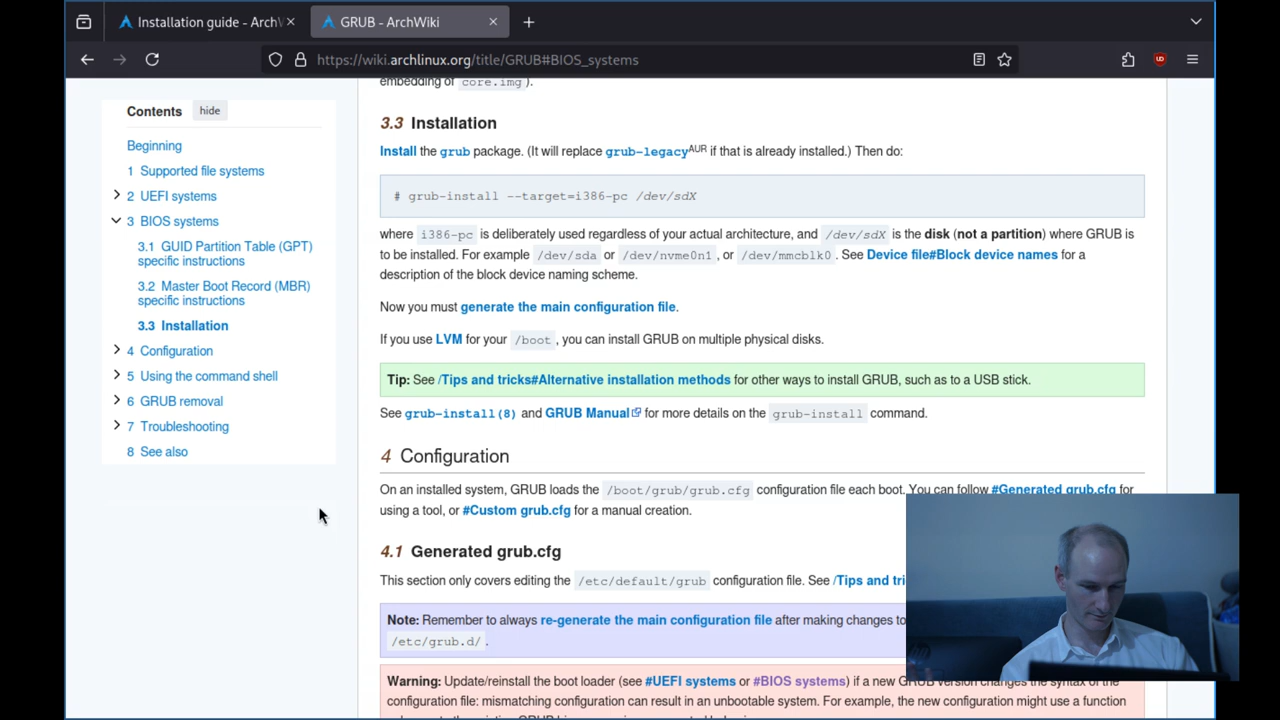 Installation guide - ArchW
GRUB - ArchWiki
https://wiki.archlinux.org/title/GRUB#BIOS_systems
Contents hide
Beginning
1 Supported file systems
2 UEFI systems
3 BIOS systems
3.1 GUID Partition Table (GPT)
specific instructions
3.2 Master Boot Record (MBR)
specific instructions
3.3 Installation
4 Configuration
5 Using the command shell
6 GRUB removal
7 Troubleshooting
8 See also
embedding of core.img ).
3.3 Installation
Install the grub package. (It will replace grub-legacyAUR if that is already installed.) Then do:
# grub-install --target=i386-pc /dev/sdX
where i386-pc is deliberately used regardless of your actual architecture, and /dev/sdX is the disk (not a partition) where GRUB is
to be installed. For example /dev/sda or /dev/nvme0n1, or /dev/mmcblk0. See Device file#Block device names for a
description of the block device naming scheme.
Now you must generate the main configuration file.
If you use LVM for your /boot, you can install GRUB on multiple physical disks.
Tip: See /Tips and tricks#Alternative installation methods for other ways to install GRUB, such as to a USB stick.
See grub-install(8) and GRUB Manual for more details on the grub-install command.
4 Configuration
On an installed system, GRUB loads the /boot/grub/grub.cfg configuration file each boot. You can follow #Generated grub.cfg for
using a tool, or #Custom grub.cfg for a manual creation.
4.1 Generated grub.cfg
This section only covers editing the /etc/default/grub configuration file. See /Tips and tri
Note: Remember to always re-generate the main configuration file after making changes to
/etc/grub.d/.
Warning: Update/reinstall the boot loader (see #UEFI systems or #BIOS systems) if a new GRUB version changes the syntax of the
configuration file: mismatching configuration can result in an unbootable system. For example, the new configuration might use a function